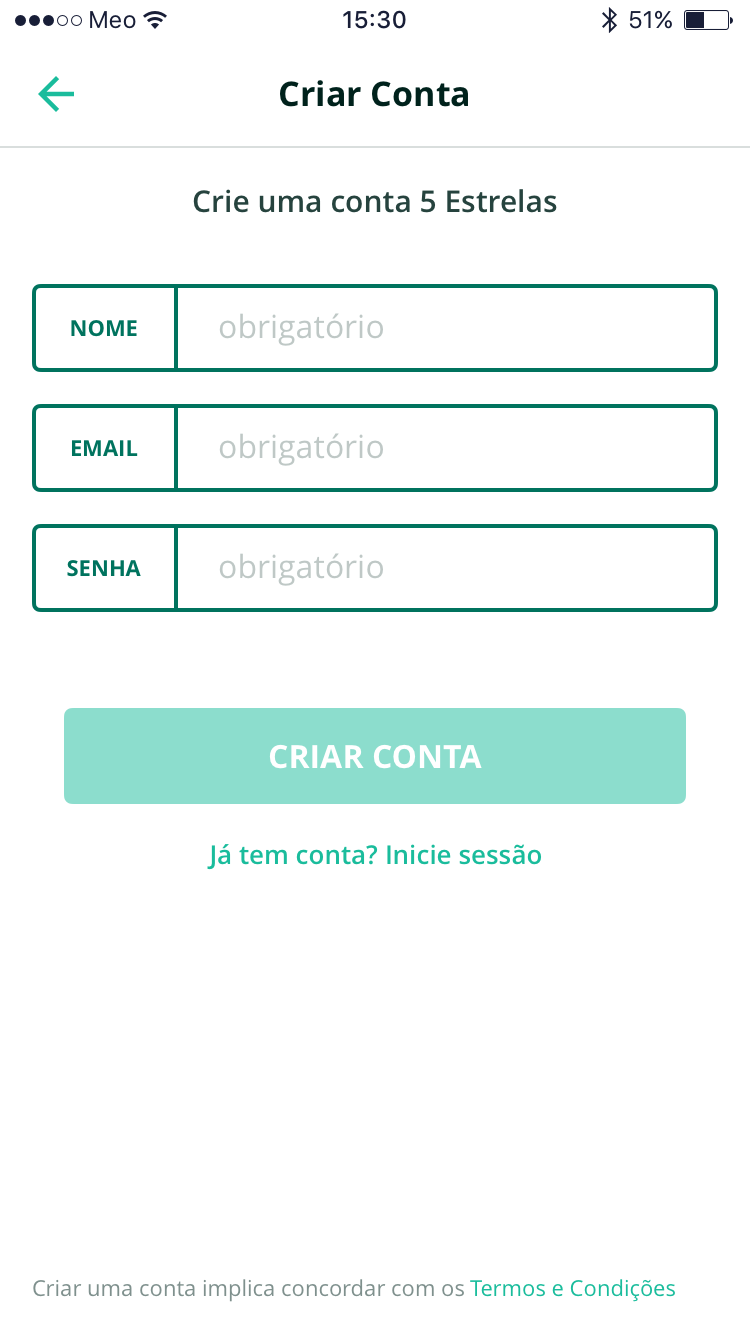 Meo 15:30 51%
Criar Conta
Crie uma conta 5 Estrelas
NOME obrigatório
EMAIL obrigatório
SENHA obrigatório
CRIAR CONTA
Já tem conta? Inicie sessão
Criar uma conta implica concordar com os Termos e Condições